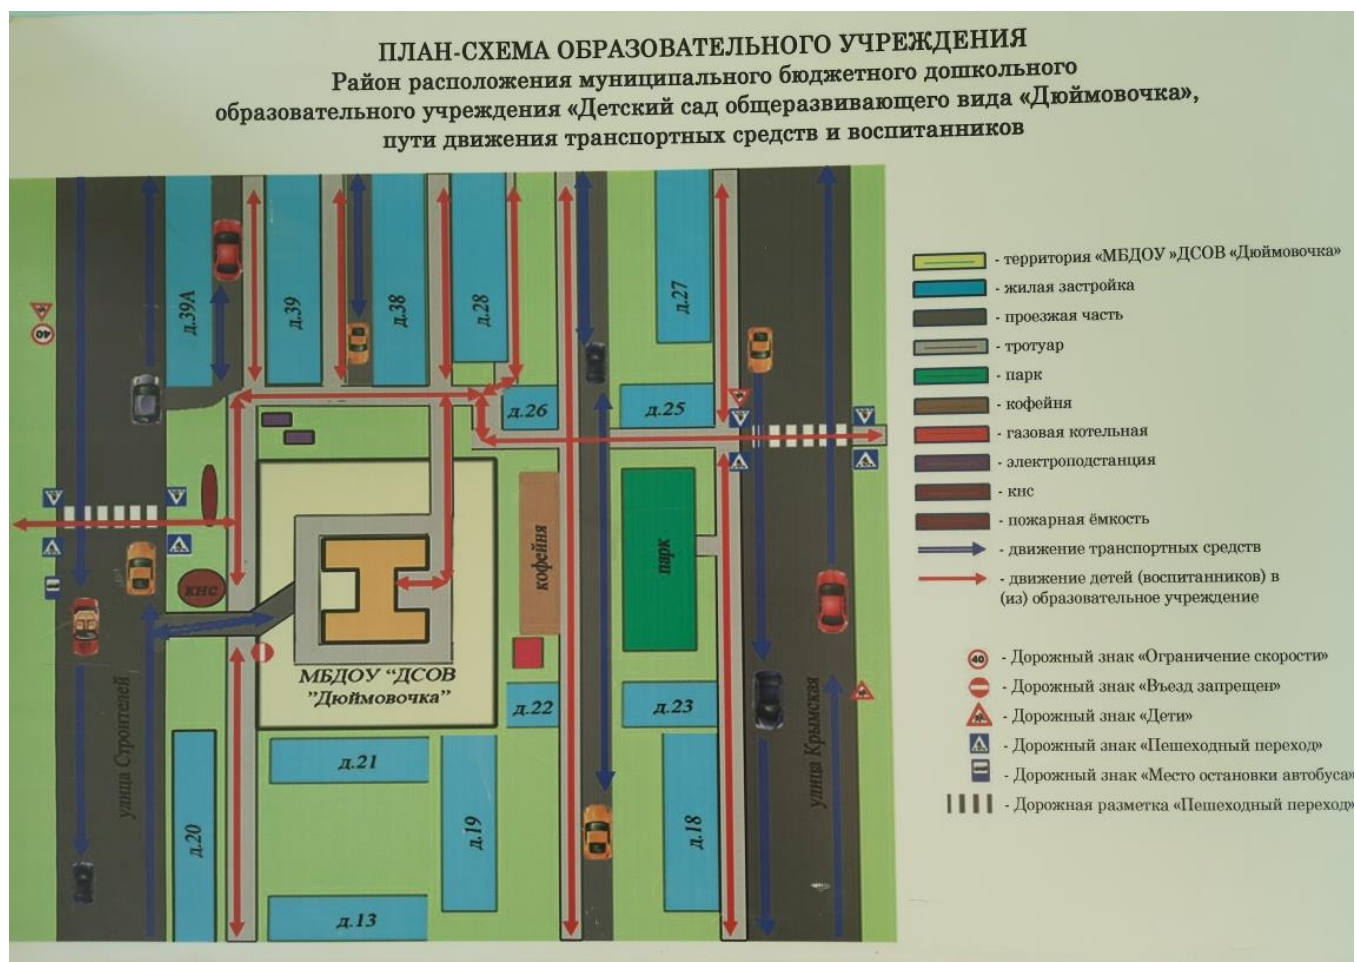 ПЛАН-СХЕМА ОБРАЗОВАТЕЛЬНОГО УЧРЕЖДЕНИЯ
Район расположения муниципального бюджетного дошкольного
образовательного учреждения «Детский сад общеразвивающего вида «Дюймовочка»,
пути движения транспортных средств и воспитанников
д.39А
д.39
д.38
д.28
д.27
д.26
д.25
40
кнс
кофейня
парк
МБДОУ “ДСОВ
”Дюймовочка”
д.22
д.23
д.21
д.20
д.19
д.18
д.13
улица Строителей
улица Крымская
- территория «МБДОУ »ДСОВ «Дюймовочка»
- жилая застройка
- проезжая часть
- тротуар
- парк
- кофейня
- газовая котельная
- электроподстанция
- кнс
- пожарная ёмкость
- движение транспортных средств
- движение детей (воспитанников) в
(из) образовательное учреждение
40 - Дорожный знак «Ограничение скорости»
- Дорожный знак «Въезд запрещен»
- Дорожный знак «Дети»
- Дорожный знак «Пешеходный переход»
- Дорожный знак «Место остановки автобуса»
- Дорожная разметка «Пешеходный переход»